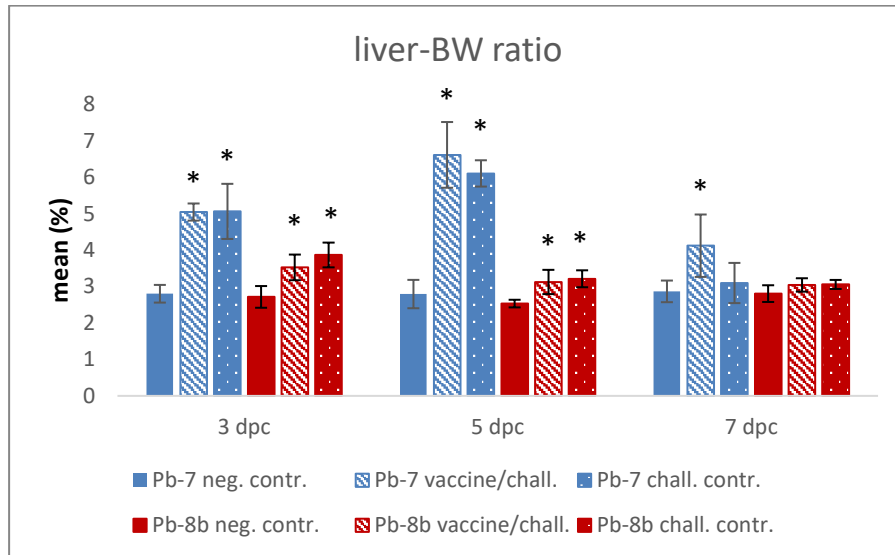 liver-BW ratio
mean (%)
8
7
6
5
4
3
2
1
0
* * * *
* * * *
*
3 dpc 5 dpc 7 dpc
Pb-7 neg. contr. Pb-7 vaccine/chall. Pb-7 chall. contr.
Pb-8b neg. contr. Pb-8b vaccine/chall. Pb-8b chall. contr.